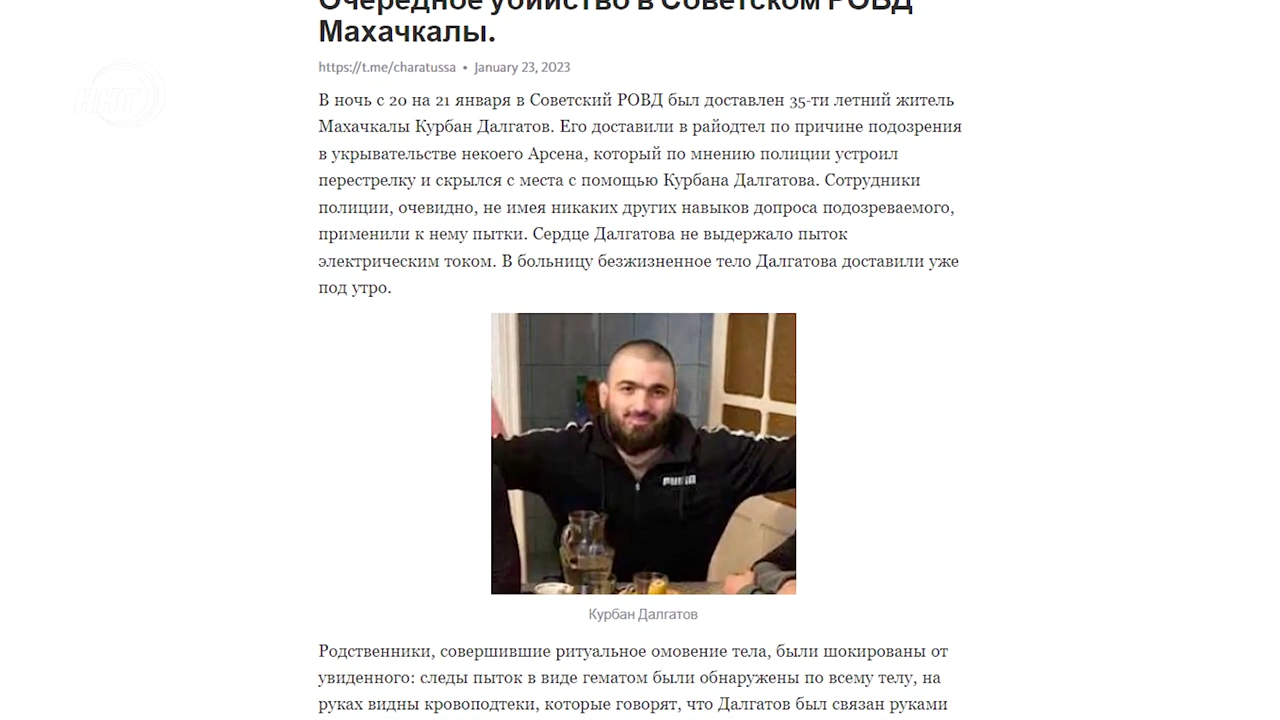 Очередное убийство в Советском РОВД
Махачкалы.
https://t.me/charatussa • January 23, 2023
В ночь с 20 на 21 января в Советский РОВД был доставлен 35-ти летний житель
Махачкалы Курбан Далгатов. Его доставили в райодтел по причине подозрения
в укрывательстве некоего Арсена, который по мнению полиции устроил
перестрелку и скрылся с места с помощью Курбана Далгатова. Сотрудники
полиции, очевидно, не имея никаких других навыков допроса подозреваемого,
применили к нему пытки. Сердце Далгатова не выдержало пыток
электрическим током. В больницу безжизненное тело Далгатова доставили уже
под утро.
PUMA
Курбан Далгатов
Родственники, совершившие ритуальное омовение тела, были шокированы от
увиденного: следы пыток в виде гематом были обнаружены по всему телу, на
руках видны кровоподтеки, которые говорят, что Далгатов был связан руками